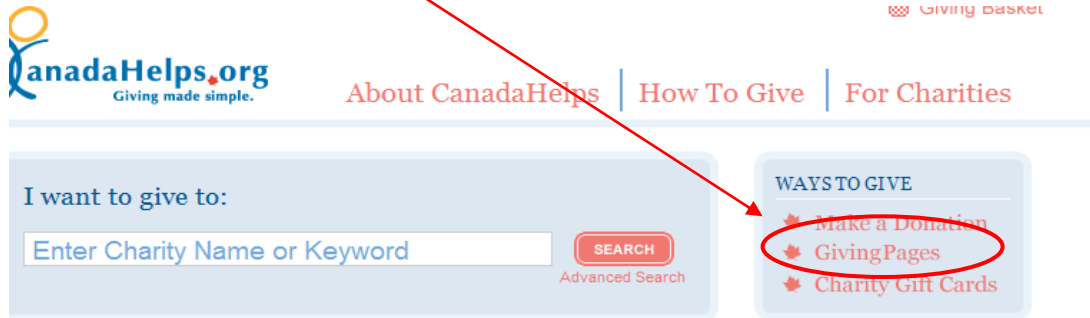 Giving Basket
CanadaHelps.org
Giving made simple.
About CanadaHelps
How To Give
For Charities
I want to give to:
Enter Charity Name or Keyword
SEARCH
Advanced Search
WAYS TO GIVE
Make a Donation
GivingPages
Charity Gift Cards